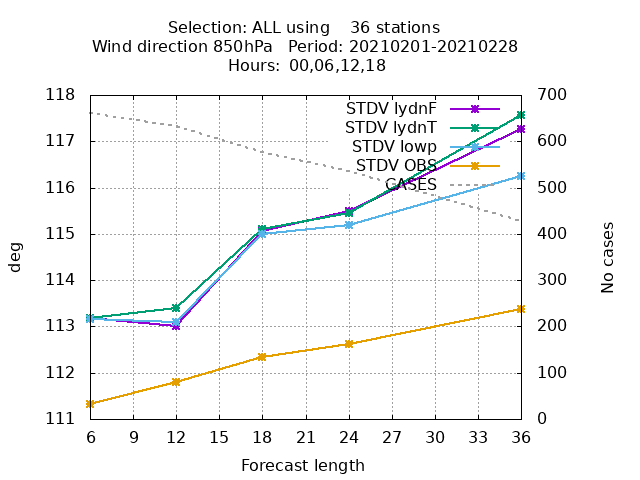 Selection: ALL using    36 stations
Wind direction 850hPa   Period: 20210201-20210228
Hours: 00,06,12,18
118
117
116
115
114
113
112
111
deg
700
600
500
400
300
200
100
0
No cases
STDV lydnF
STDV lydnT
STDV lowp
STDV OBS
CASES
6 9 12 15 18 21 24 27 30 33 36
Forecast length